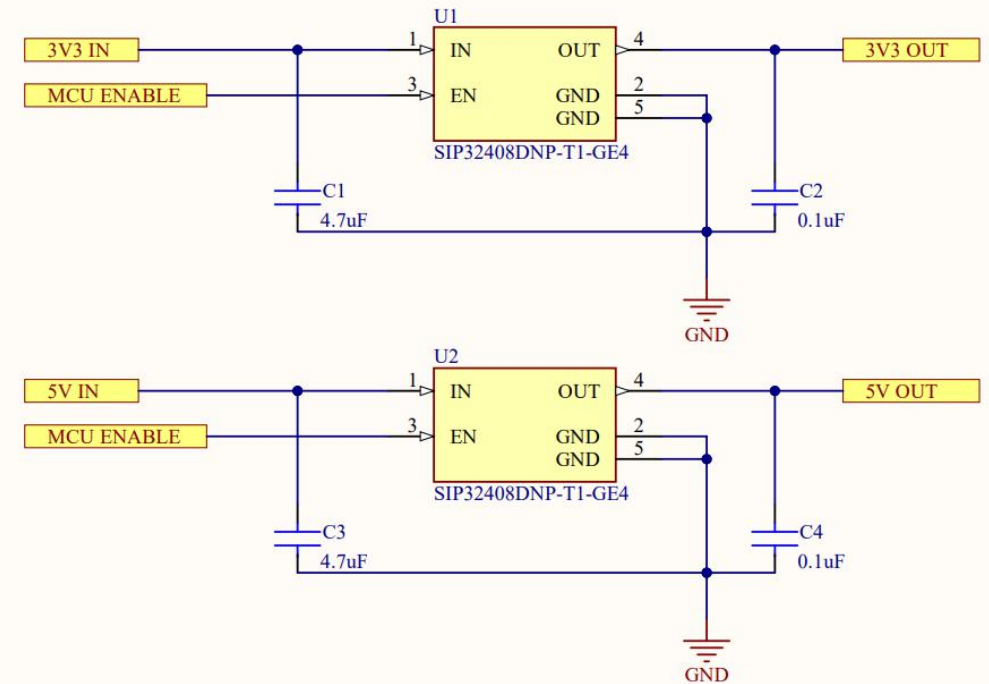 U1
3V3 IN
1
IN
OUT
4
3V3 OUT
MCU ENABLE
3
EN
GND
2
GND
5
SIP32408DNP-T1-GE4
C1
4.7uF
C2
0.1uF
GND
U2
5V IN
1
IN
OUT
4
5V OUT
MCU ENABLE
3
EN
GND
2
GND
5
SIP32408DNP-T1-GE4
C3
4.7uF
C4
0.1uF
GND